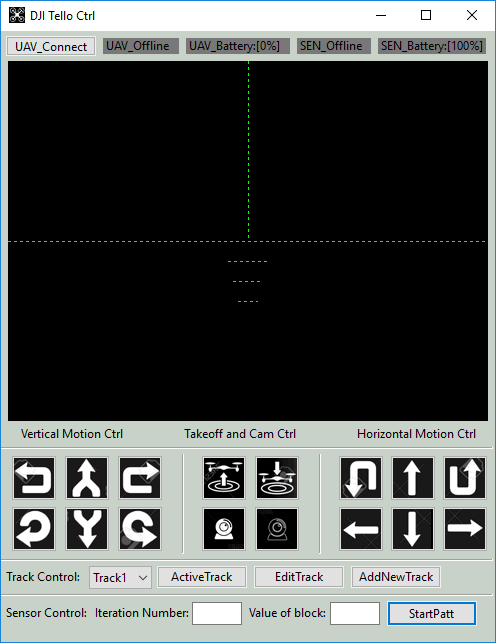 DJI Tello Ctrl
UAV_Connect UAV_Offline UAV_Battery:[0%] SEN_Offline SEN_Battery:[100%]
Vertical Motion Ctrl Takeoff and Cam Ctrl Horizontal Motion Ctrl
Track Control: Track1 ActiveTrack EditTrack AddNewTrack
Sensor Control: Iteration Number: Value of block: StartPatt